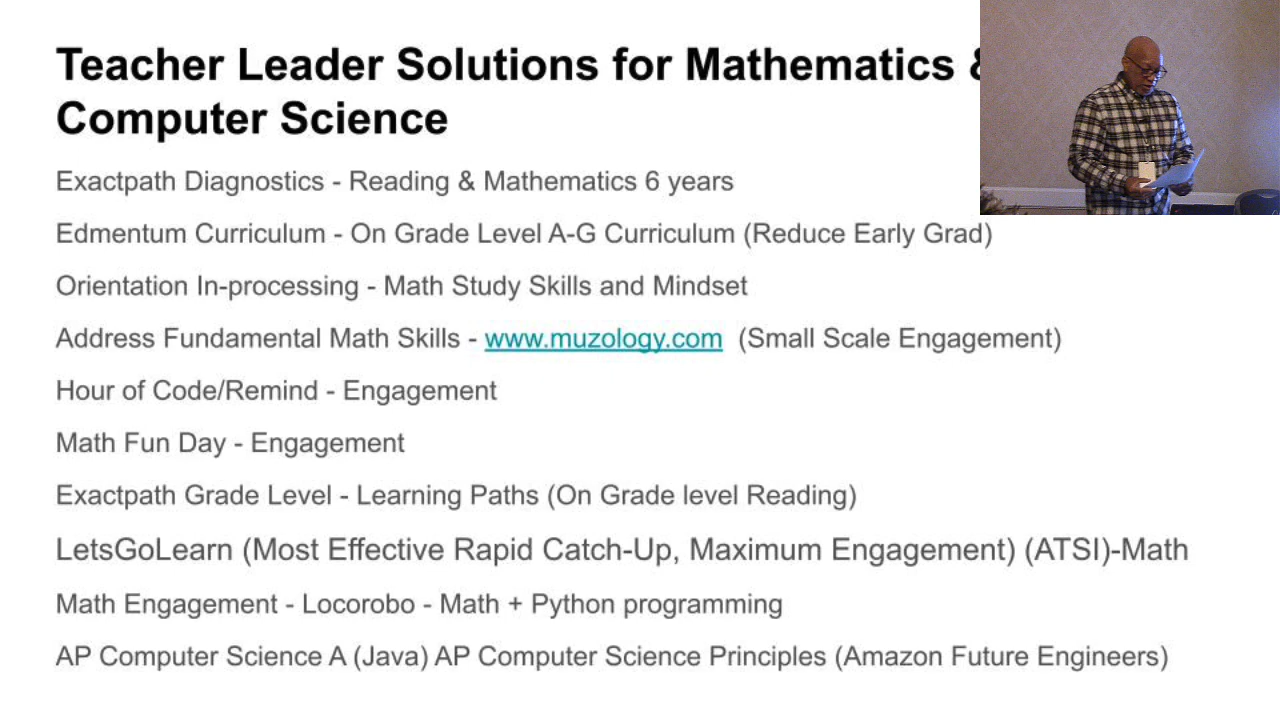 Teacher Leader Solutions for Mathematics &
Computer Science
Exactpath Diagnostics - Reading & Mathematics 6 years
Edmentum Curriculum - On Grade Level A-G Curriculum (Reduce Early Grad)
Orientation In-processing - Math Study Skills and Mindset
Address Fundamental Math Skills - www.muzology.com (Small Scale Engagement)
Hour of Code/Remind - Engagement
Math Fun Day - Engagement
Exactpath Grade Level - Learning Paths (On Grade level Reading)
LetsGoLearn (Most Effective Rapid Catch-Up, Maximum Engagement) (ATSI)-Math
Math Engagement - Locorobo - Math + Python programming
AP Computer Science A (Java) AP Computer Science Principles (Amazon Future Engineers)